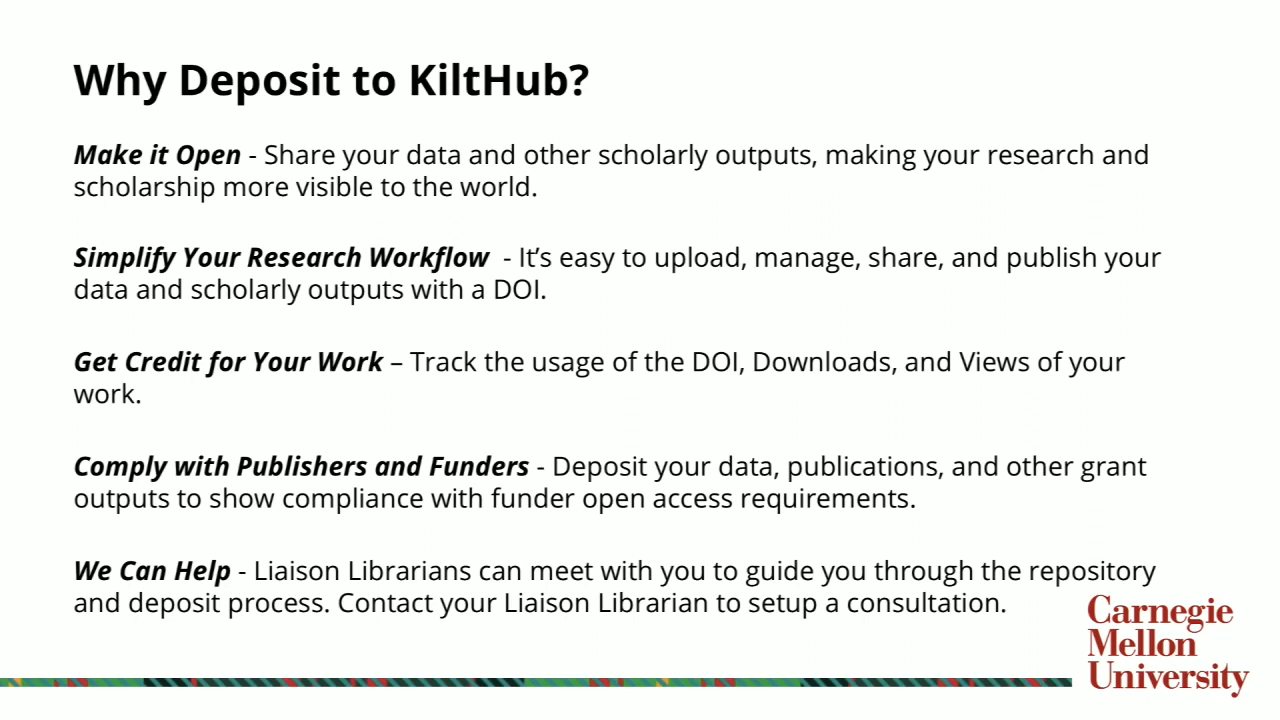 Why Deposit to KiltHub?
Make it Open - Share your data and other scholarly outputs, making your research and
scholarship more visible to the world.
Simplify Your Research Workflow - It’s easy to upload, manage, share, and publish your
data and scholarly outputs with a DOI.
Get Credit for Your Work – Track the usage of the DOI, Downloads, and Views of your
work.
Comply with Publishers and Funders - Deposit your data, publications, and other grant
outputs to show compliance with funder open access requirements.
We Can Help - Liaison Librarians can meet with you to guide you through the repository
and deposit process. Contact your Liaison Librarian to setup a consultation.
Carnegie
Mellon
University